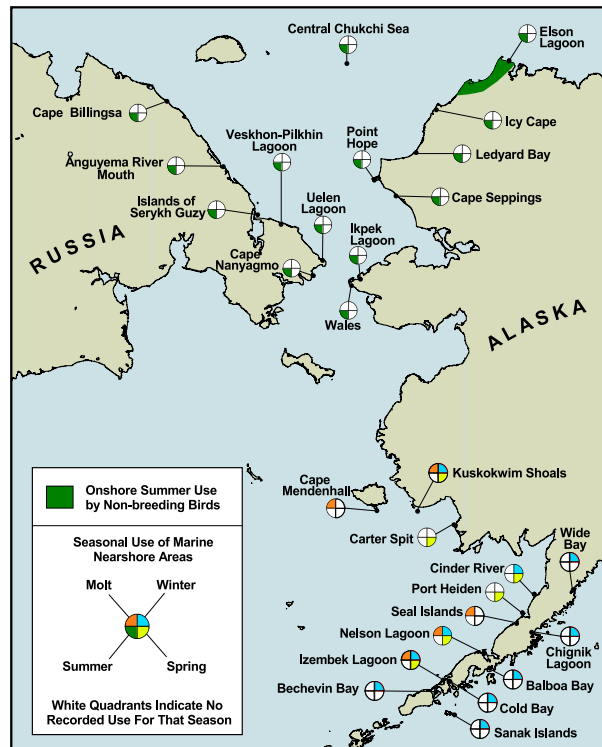 Central Chukchi Sea
Elson
Lagoon
Cape Billingsa
Veskhon-Pilkhin
Lagoon
Point
Hope
Icy Cape
Ånguyema River
Mouth
Ledyard Bay
Islands of
Serykh Guzy
Uelen
Lagoon
Cape Seppings
Ikpek
Lagoon
RUSSIA
Cape
Nanyagmo
Wales
ALASKA
Onshore Summer Use
by Non-breeding Birds
Seasonal Use of Marine
Nearshore Areas
Molt
Winter
Summer
Spring
White Quadrants Indicate No
Recorded Use For That Season
Cape
Mendenhall
Kuskokwim Shoals
Carter Spit
Wide
Bay
Cinder River
Port Heiden
Seal Islands
Nelson Lagoon
Chignik
Lagoon
Izembek Lagoon
Balboa Bay
Bechevin Bay
Cold Bay
Sanak Islands